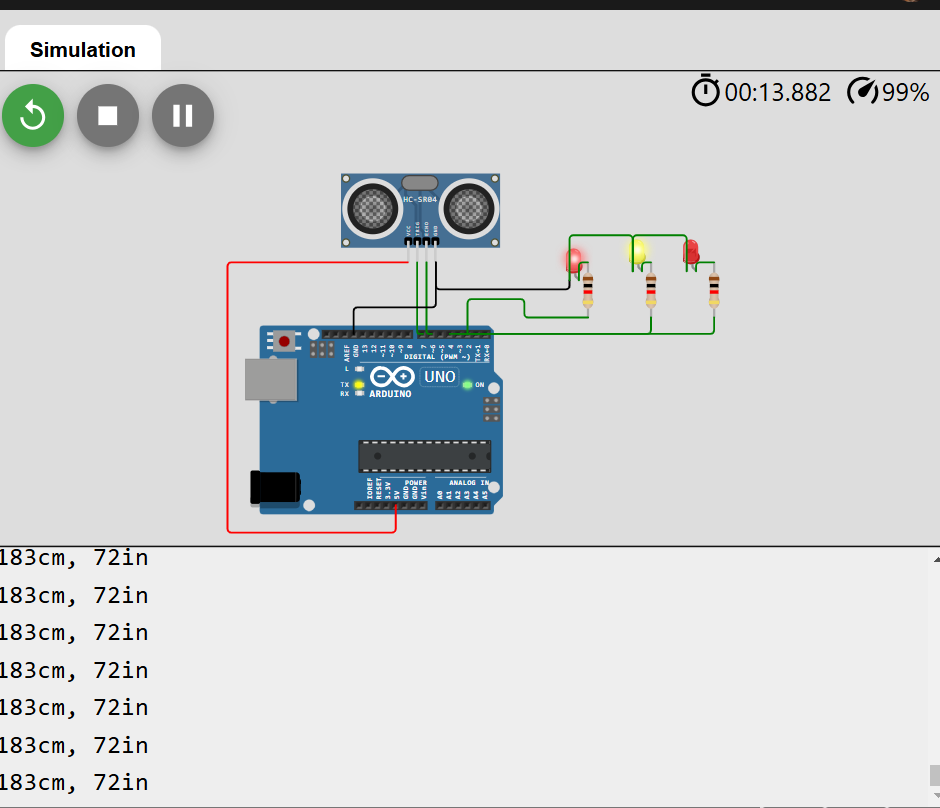 Simulation
00:13.882 99%
HC-SR04
VCC TRIG ECHO GND
AREF GND 13 12 ~11 ~10 ~9 8 7 ~6 ~5 4 ~3 2 TX→1 RX←0
DIGITAL (PWM ~)
L
TX
RX
ARDUINO
UNO
ON
IOREF RESET 3.3V 5V GND GND Vin
POWER
ANALOG IN
A0 A1 A2 A3 A4 A5
183cm, 72in
183cm, 72in
183cm, 72in
183cm, 72in
183cm, 72in
183cm, 72in
183cm, 72in